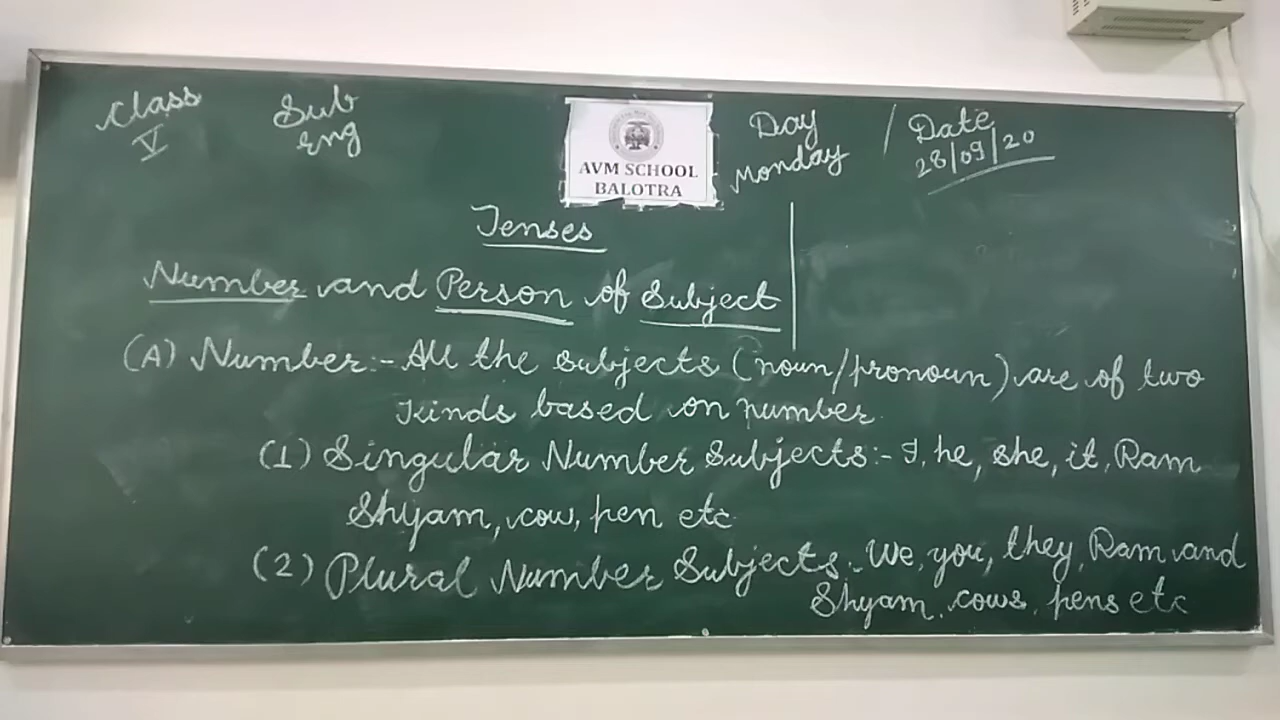 Class Sub Day / Date
V Eng Monday 28/09/20
AVM SCHOOL
BALOTRA
Tenses
Number and Person of Subject
(A) Number:- All the subjects (noun/pronoun) are of two
Kinds based on number.
(1) Singular Number Subjects:- I, he, she, it, Ram
Shyam, cow, pen etc
(2) Plural Number Subjects:- We, you, they, Ram and
Shyam, cows, pens etc